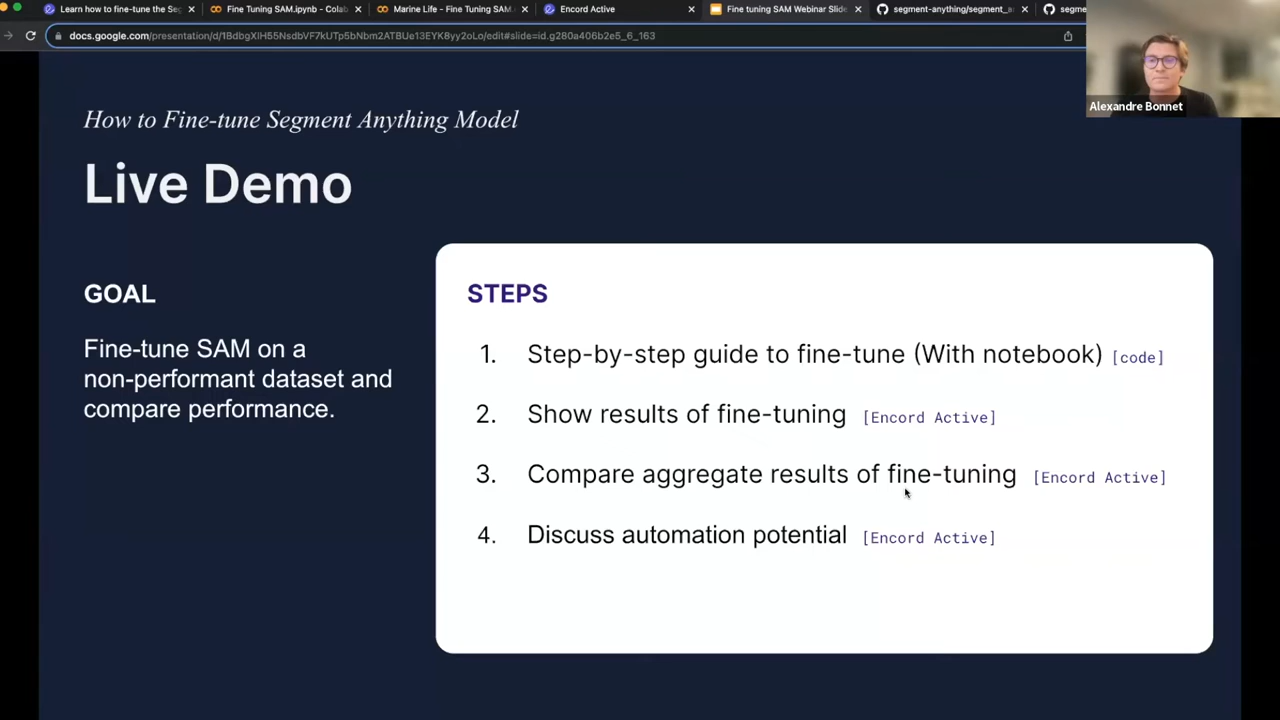 Learn how to fine-tune the Se
Fine Tuning SAM.ipynb - Colab
Marine Life - Fine Tuning SAM.
Encord Active
Fine tuning SAM Webinar Slide
segment-anything/segment_a
segme
docs.google.com/presentation/d/1BdbgXIH55NsdbVF7kUTp5bNbm2ATBUe13EYK8yy2oLo/edit#slide=id.g280a406b2e5_6_163
Alexandre Bonnet
How to Fine-tune Segment Anything Model
Live Demo
GOAL
Fine-tune SAM on a
non-performant dataset and
compare performance.
STEPS
1. Step-by-step guide to fine-tune (With notebook) [code]
2. Show results of fine-tuning [Encord Active]
3. Compare aggregate results of fine-tuning [Encord Active]
4. Discuss automation potential [Encord Active]